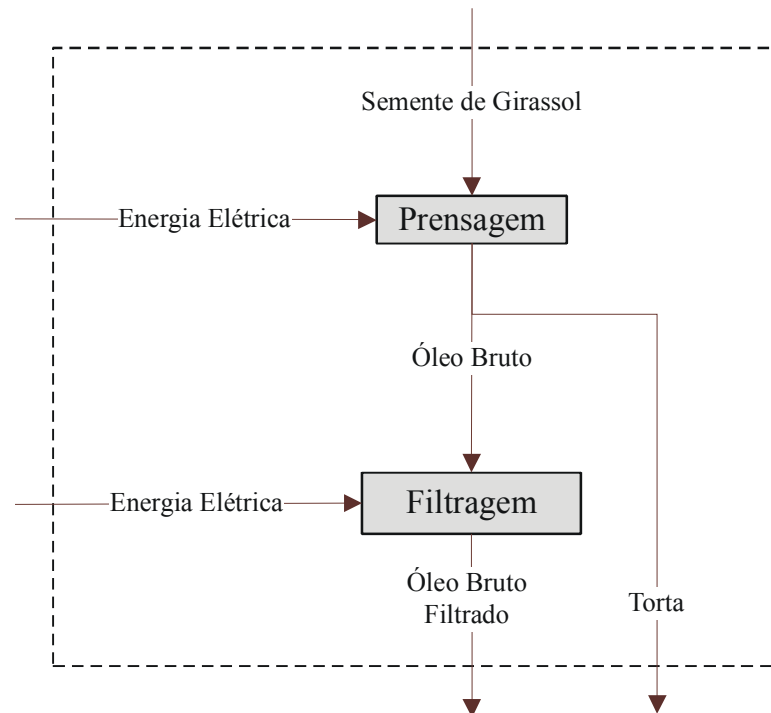 Semente de Girassol
Energia Elétrica
Prensagem
Óleo Bruto
Energia Elétrica
Filtragem
Óleo Bruto
Filtrado
Torta